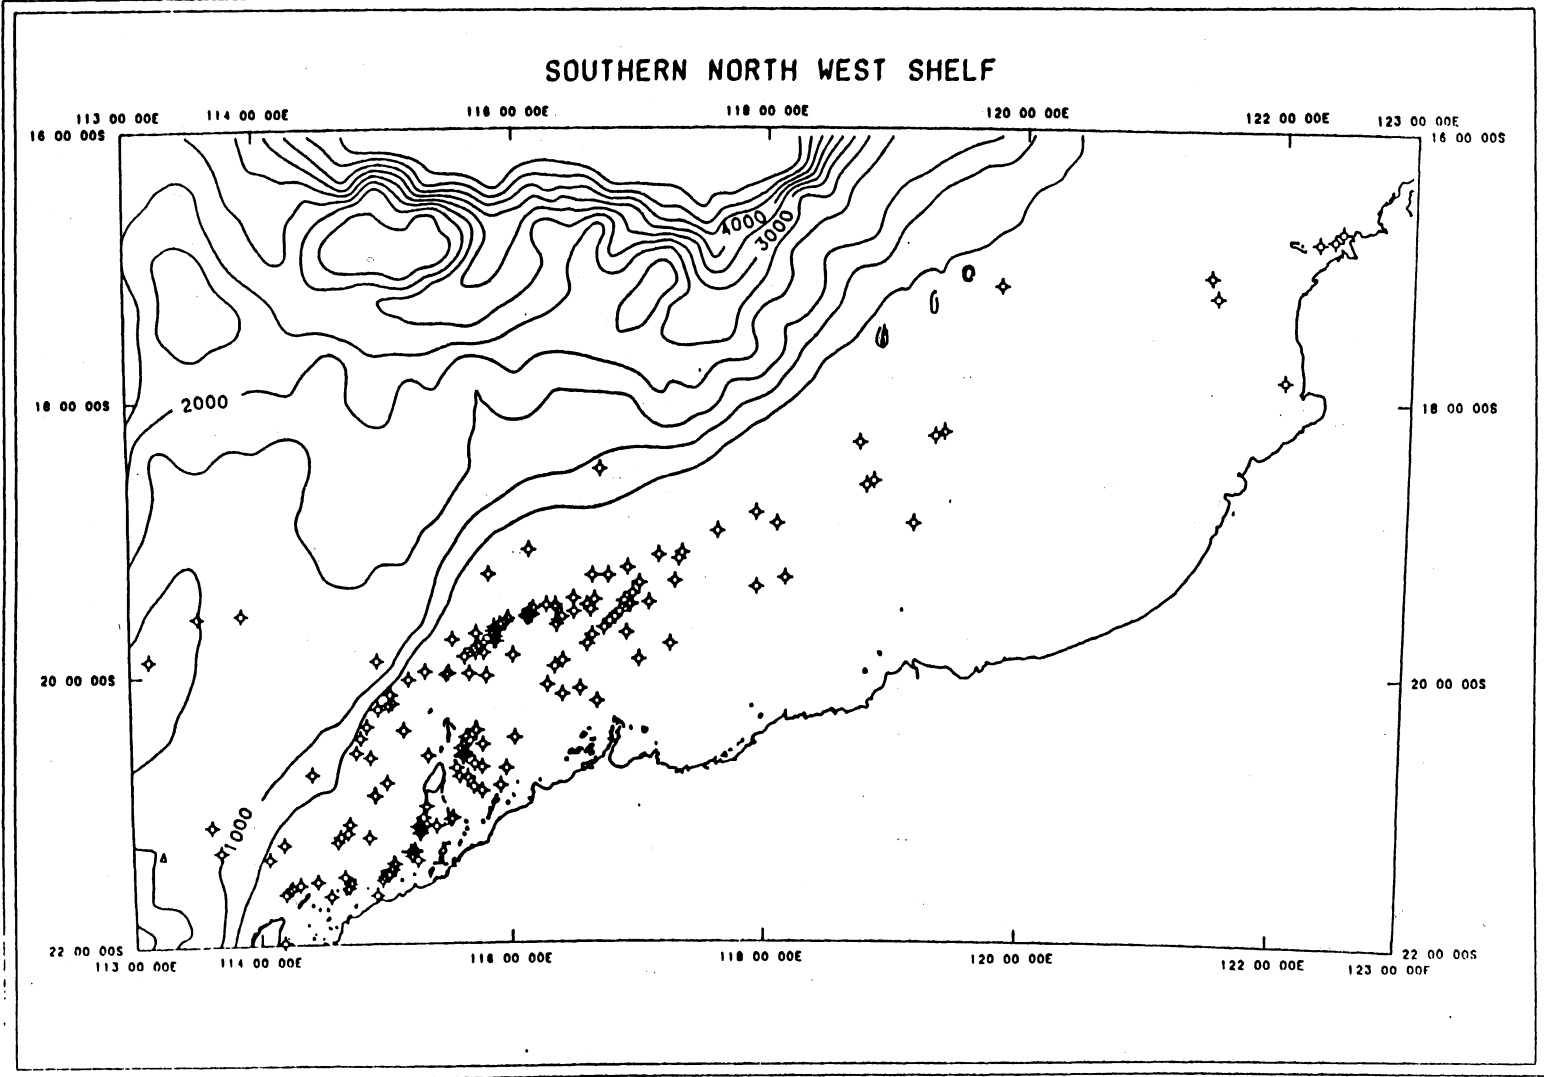 SOUTHERN NORTH WEST SHELF
113 00 00E 114 00 00E 116 00 00E 118 00 00E 120 00 00E 122 00 00E 123 00 00E
16 00 00S 16 00 00S
4000
3000
2000
18 00 00S 18 00 00S
20 00 00S 20 00 00S
1000
22 00 00S 22 00 00S
113 00 00E 114 00 00E 116 00 00E 118 00 00E 120 00 00E 122 00 00E 123 00 00E